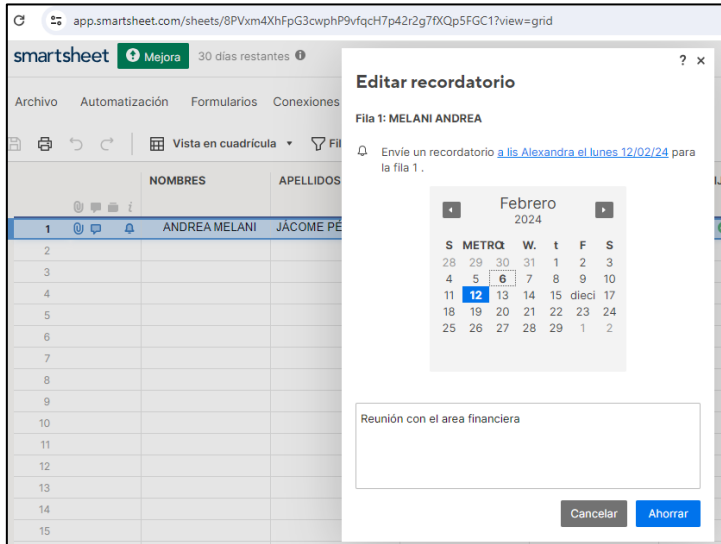 app.smartsheet.com/sheets/8PVxm4XhFpG3cwphP9vfqcH7p42r2g7fXQp5FGC1?view=grid
smartsheet Mejora 30 días restantes
Archivo Automatización Formularios Conexiones
Vista en cuadrícula Fil
NOMBRES APELLIDOS
1 ANDREA MELANI JÁCOME PÉ
2
3
4
5
6
7
8
9
10
11
12
13
14
15
? ×
Editar recordatorio
Fila 1: MELANI ANDREA
Envíe un recordatorio a lis Alexandra el lunes 12/02/24 para
la fila 1 .
Febrero
2024
S METROt W. t F S
28 29 30 31 1 2 3
4 5 6 7 8 9 10
11 12 13 14 15 dieci 17
18 19 20 21 22 23 24
25 26 27 28 29 1 2
Reunión con el area financiera
Cancelar Ahorrar